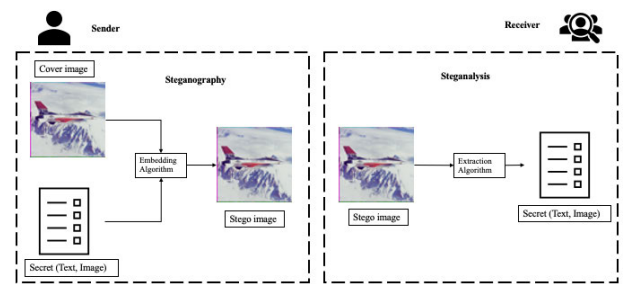 Sender
Receiver
Cover image
Steganography
Embedding
Algorithm
Stego image
Secret (Text, Image)
Steganalysis
Stego image
Extraction
Algorithm
Secret (Text, Image)